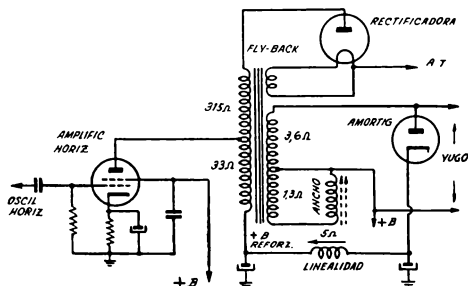 RECTIFICADORA
FLY-BACK
A T
315Ω
AMORTIG
3,6Ω
YUGO
AMPLIFIC
HORIZ
33Ω
1,3Ω
ANCHO
+B
OSCIL
HORIZ
+B
REFORZ.
5Ω
LINEALIDAD
+B